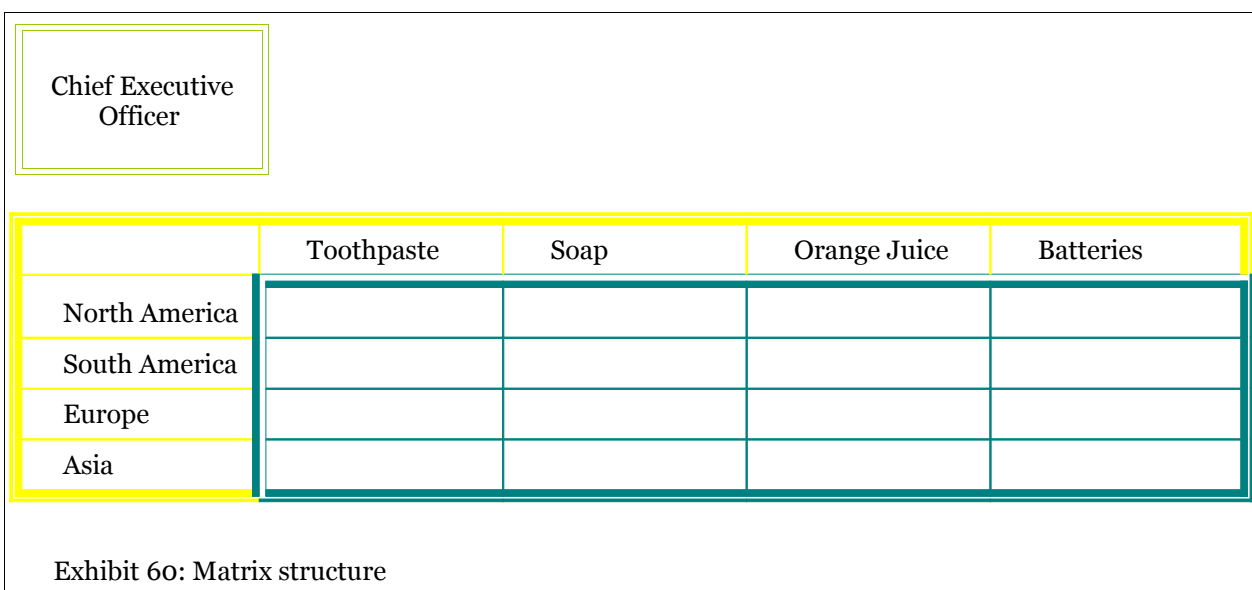 Chief Executive
Officer
Toothpaste Soap Orange Juice Batteries
North America
South America
Europe
Asia
Exhibit 60: Matrix structure